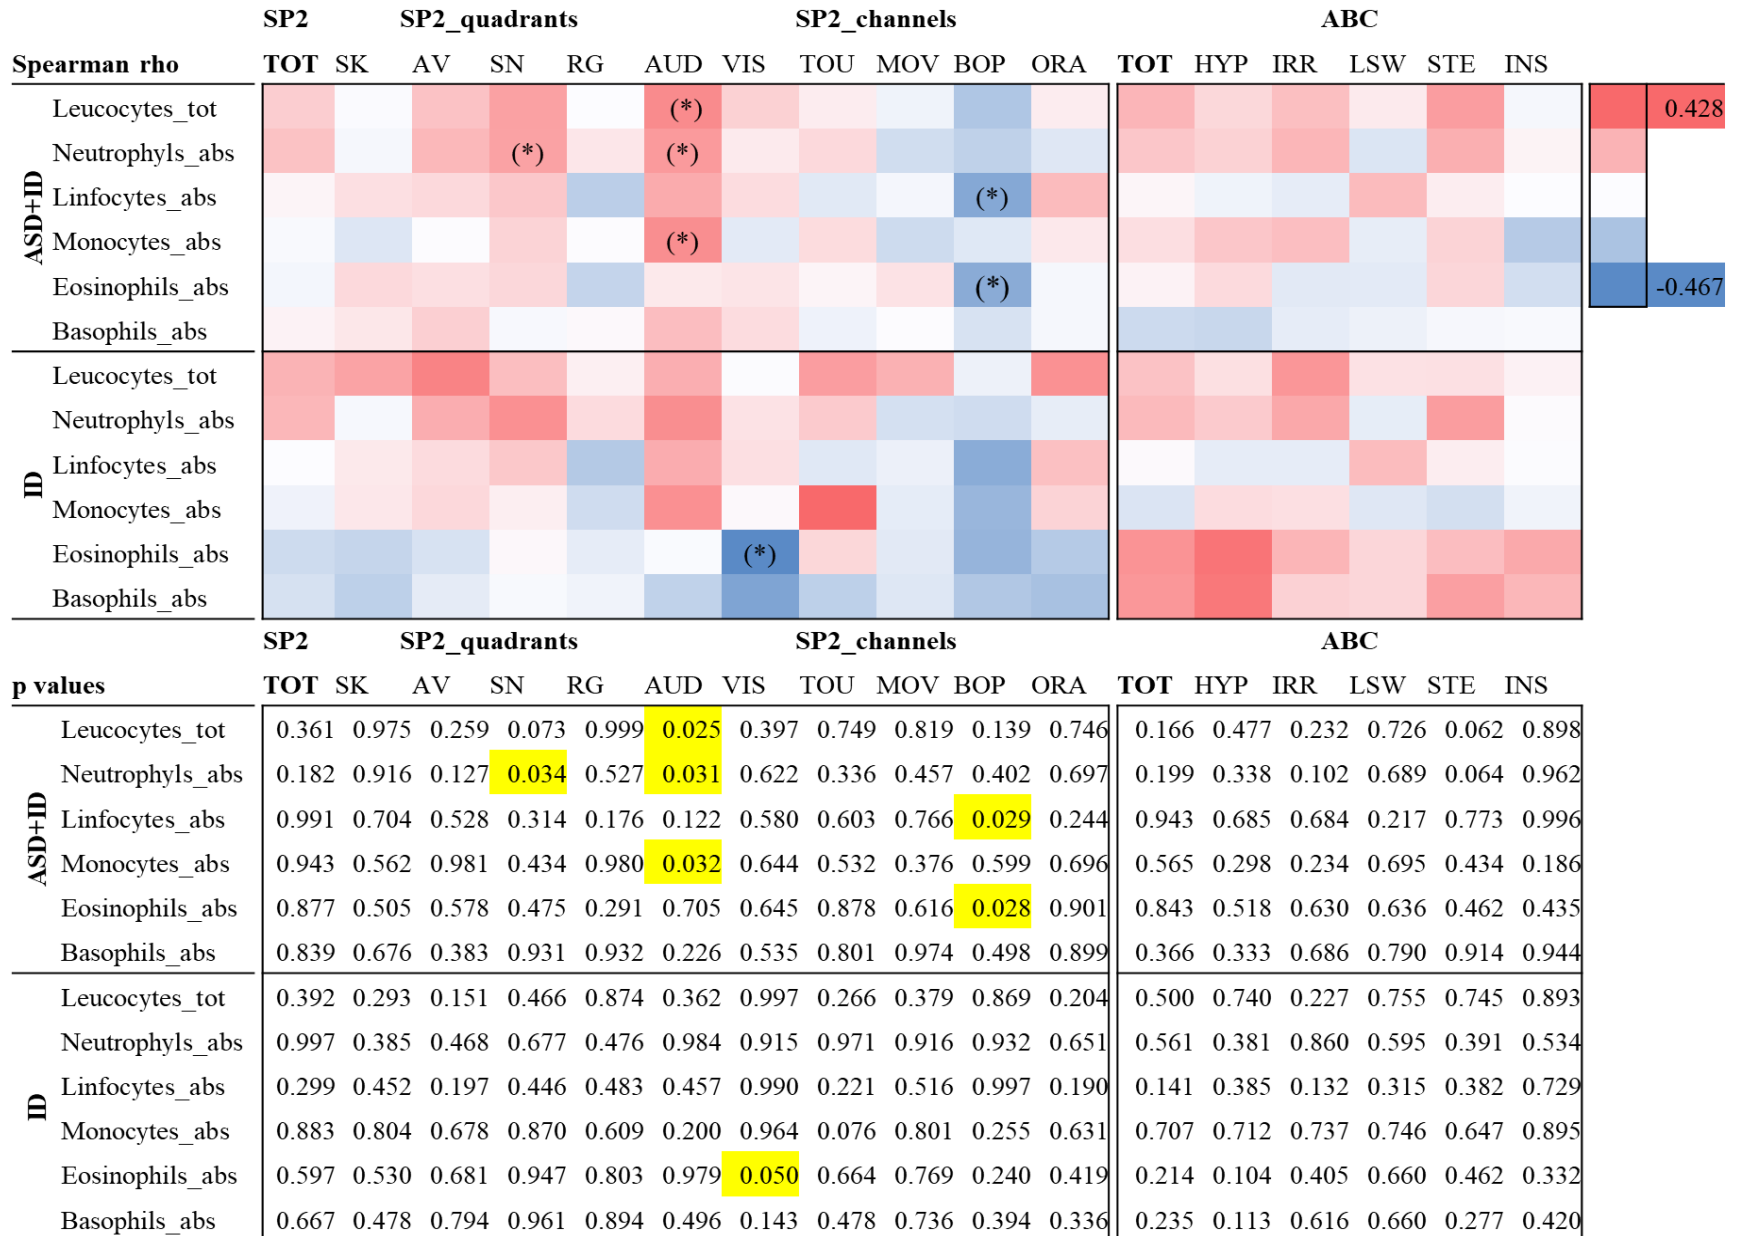 SP2 SP2_quadrants SP2_channels ABC
Spearman rho TOT SK AV SN RG AUD VIS TOU MOV BOP ORA TOT HYP IRR LSW STE INS
ASD+ID
Leucocytes_tot (*) 0.428
Neutrophyls_abs (*) (*)
Linfocytes_abs (*)
Monocytes_abs (*)
Eosinophils_abs (*) -0.467
Basophils_abs
ID
Leucocytes_tot
Neutrophyls_abs
Linfocytes_abs
Monocytes_abs
Eosinophils_abs (*)
Basophils_abs
SP2 SP2_quadrants SP2_channels ABC
p values TOT SK AV SN RG AUD VIS TOU MOV BOP ORA TOT HYP IRR LSW STE INS
ASD+ID
Leucocytes_tot 0.361 0.975 0.259 0.073 0.999 0.025 0.397 0.749 0.819 0.139 0.746 0.166 0.477 0.232 0.726 0.062 0.898
Neutrophyls_abs 0.182 0.916 0.127 0.034 0.527 0.031 0.622 0.336 0.457 0.402 0.697 0.199 0.338 0.102 0.689 0.064 0.962
Linfocytes_abs 0.991 0.704 0.528 0.314 0.176 0.122 0.580 0.603 0.766 0.029 0.244 0.943 0.685 0.684 0.217 0.773 0.996
Monocytes_abs 0.943 0.562 0.981 0.434 0.980 0.032 0.644 0.532 0.376 0.599 0.696 0.565 0.298 0.234 0.695 0.434 0.186
Eosinophils_abs 0.877 0.505 0.578 0.475 0.291 0.705 0.645 0.878 0.616 0.028 0.901 0.843 0.518 0.630 0.636 0.462 0.435
Basophils_abs 0.839 0.676 0.383 0.931 0.932 0.226 0.535 0.801 0.974 0.498 0.899 0.366 0.333 0.686 0.790 0.914 0.944
ID
Leucocytes_tot 0.392 0.293 0.151 0.466 0.874 0.362 0.997 0.266 0.379 0.869 0.204 0.500 0.740 0.227 0.755 0.745 0.893
Neutrophyls_abs 0.997 0.385 0.468 0.677 0.476 0.984 0.915 0.971 0.916 0.932 0.651 0.561 0.381 0.860 0.595 0.391 0.534
Linfocytes_abs 0.299 0.452 0.197 0.446 0.483 0.457 0.990 0.221 0.516 0.997 0.190 0.141 0.385 0.132 0.315 0.382 0.729
Monocytes_abs 0.883 0.804 0.678 0.870 0.609 0.200 0.964 0.076 0.801 0.255 0.631 0.707 0.712 0.737 0.746 0.647 0.895
Eosinophils_abs 0.597 0.530 0.681 0.947 0.803 0.979 0.050 0.664 0.769 0.240 0.419 0.214 0.104 0.405 0.660 0.462 0.332
Basophils_abs 0.667 0.478 0.794 0.961 0.894 0.496 0.143 0.478 0.736 0.394 0.336 0.235 0.113 0.616 0.660 0.277 0.420